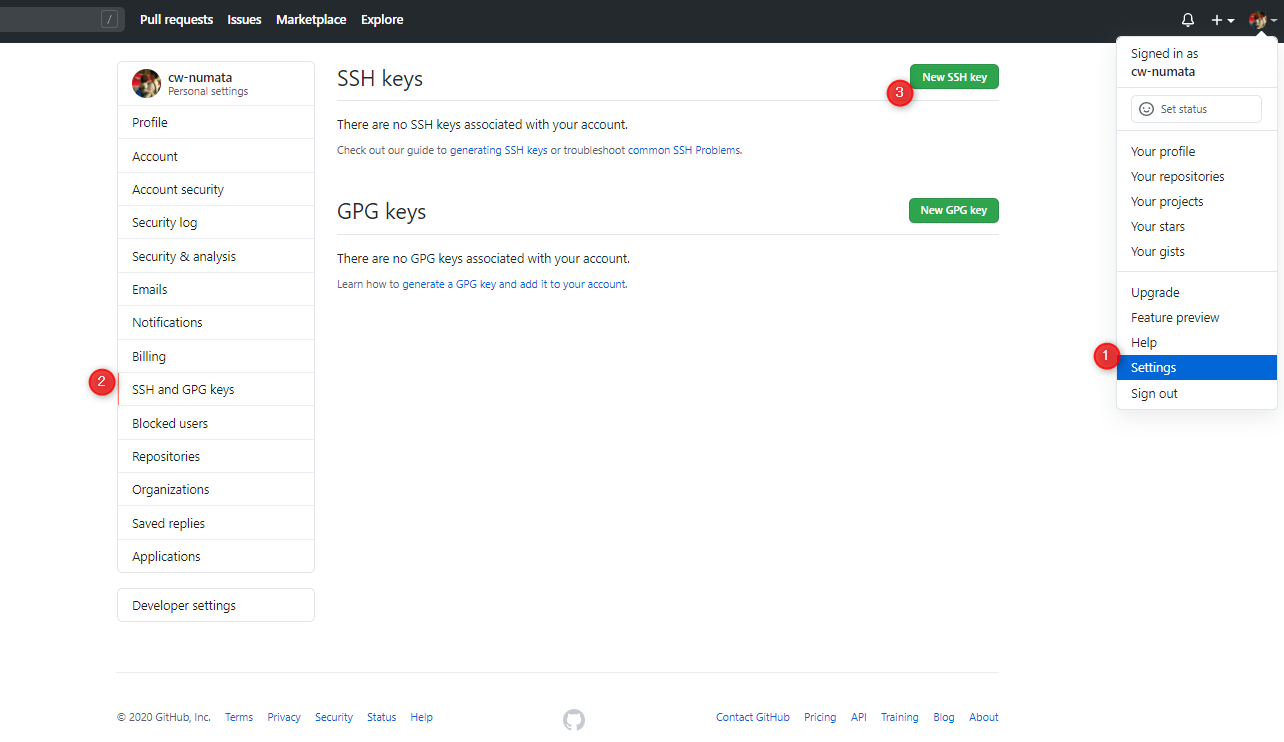 /
Pull requests
Issues
Marketplace
Explore
Signed in as
cw-numata
Set status
Your profile
Your repositories
Your projects
Your stars
Your gists
Upgrade
Feature preview
Help
1
Settings
Sign out
cw-numata
Personal settings
Profile
Account
Account security
Security log
Security & analysis
Emails
Notifications
Billing
2
SSH and GPG keys
Blocked users
Repositories
Organizations
Saved replies
Applications
Developer settings
SSH keys
3
New SSH key
There are no SSH keys associated with your account.
Check out our guide to generating SSH keys or troubleshoot common SSH Problems.
GPG keys
New GPG key
There are no GPG keys associated with your account.
Learn how to generate a GPG key and add it to your account.
© 2020 GitHub, Inc.
Terms
Privacy
Security
Status
Help
Contact GitHub
Pricing
API
Training
Blog
About